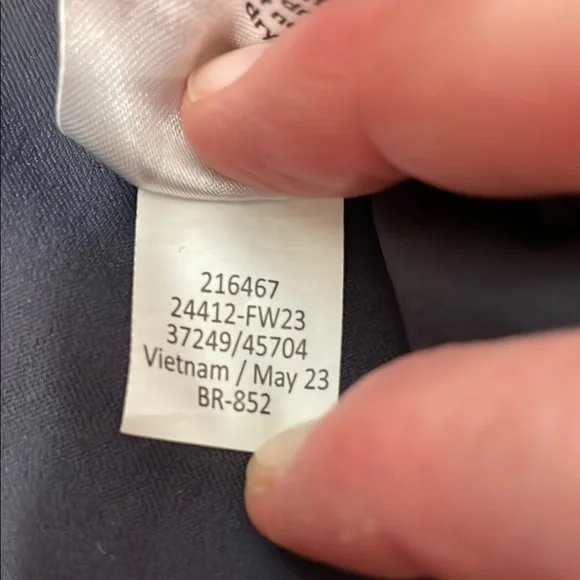 216467
24412-FW23
37249/45704
Vietnam / May 23
BR-852